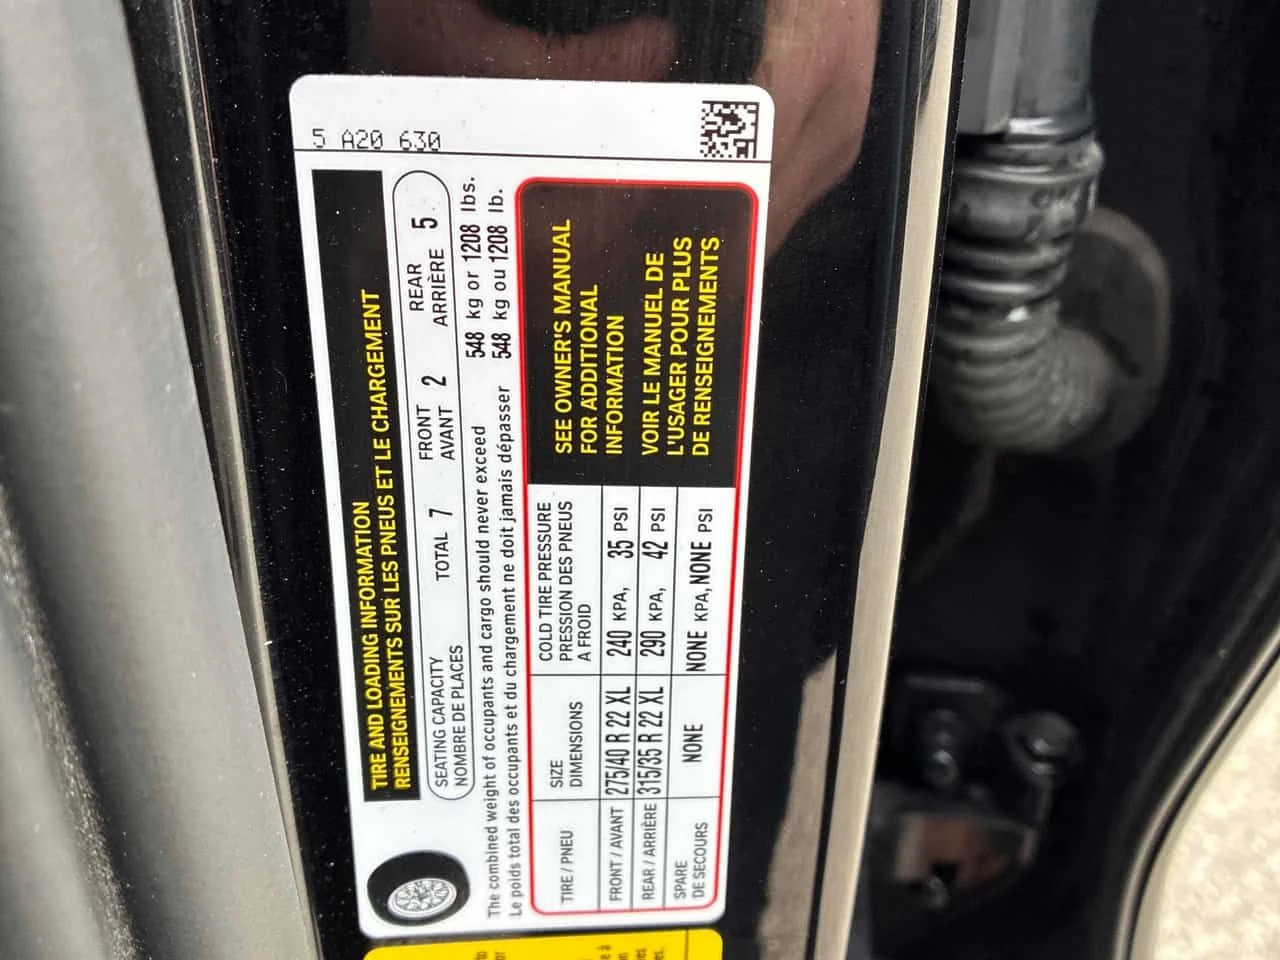 5 A20 630
TIRE AND LOADING INFORMATION
RENSEIGNEMENTS SUR LES PNEUS ET LE CHARGEMENT
SEATING CAPACITY
NOMBRE DE PLACES
TOTAL 7
FRONT
AVANT 2
REAR
ARRIÈRE 5
The combined weight of occupants and cargo should never exceed 548 kg or 1208 lbs.
Le poids total des occupants et du chargement ne doit jamais dépasser 548 kg ou 1208 lb.
TIRE / PNEU
SIZE
DIMENSIONS
COLD TIRE PRESSURE
PRESSION DES PNEUS
A FROID
FRONT / AVANT 275/40 R 22 XL 240 KPA, 35 PSI
REAR / ARRIÈRE 315/35 R 22 XL 290 KPA, 42 PSI
SPARE
DE SECOURS
NONE NONE KPA, NONE PSI
SEE OWNER'S MANUAL
FOR ADDITIONAL
INFORMATION
VOIR LE MANUEL DE
L'USAGER POUR PLUS
DE RENSEIGNEMENTS